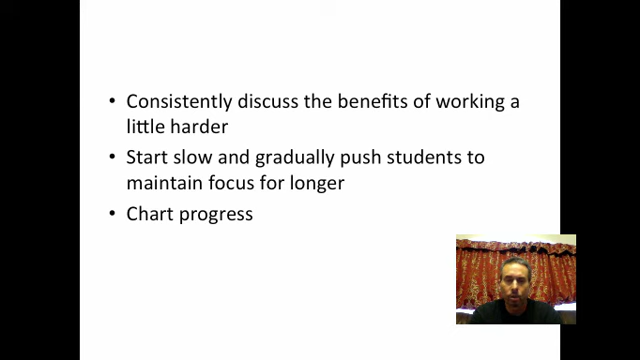 • Consistently discuss the benefits of working a
little harder
• Start slow and gradually push students to
maintain focus for longer
• Chart progress